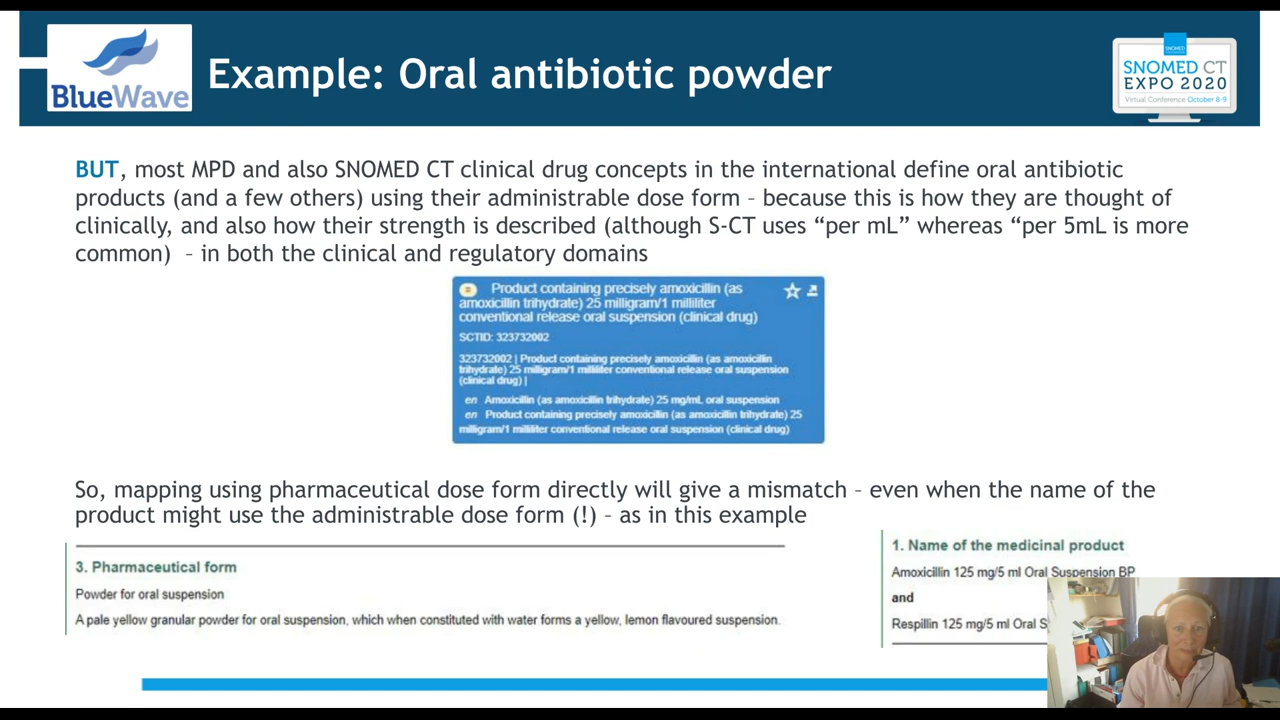 BlueWave
Example: Oral antibiotic powder
SNOMED
SNOMED CT
EXPO 2020
Virtual Conference October 8-9
BUT, most MPD and also SNOMED CT clinical drug concepts in the international define oral antibiotic
products (and a few others) using their administrable dose form – because this is how they are thought of
clinically, and also how their strength is described (although S-CT uses “per mL” whereas “per 5mL is more
common) – in both the clinical and regulatory domains
Product containing precisely amoxicillin (as
amoxicillin trihydrate) 25 milligram/1 milliliter
conventional release oral suspension (clinical drug)
SCTID: 323732002
323732002 | Product containing precisely amoxicillin (as amoxicillin
trihydrate) 25 milligram/1 milliliter conventional release oral suspension
(clinical drug) |
en Amoxicillin (as amoxicillin trihydrate) 25 mg/mL oral suspension
en Product containing precisely amoxicillin (as amoxicillin trihydrate) 25
milligram/1 milliliter conventional release oral suspension (clinical drug)
So, mapping using pharmaceutical dose form directly will give a mismatch – even when the name of the
product might use the administrable dose form (!) – as in this example
3. Pharmaceutical form
Powder for oral suspension
A pale yellow granular powder for oral suspension, which when constituted with water forms a yellow, lemon flavoured suspension.
1. Name of the medicinal product
Amoxicillin 125 mg/5 ml Oral Suspension BP
and
Respillin 125 mg/5 ml Oral S